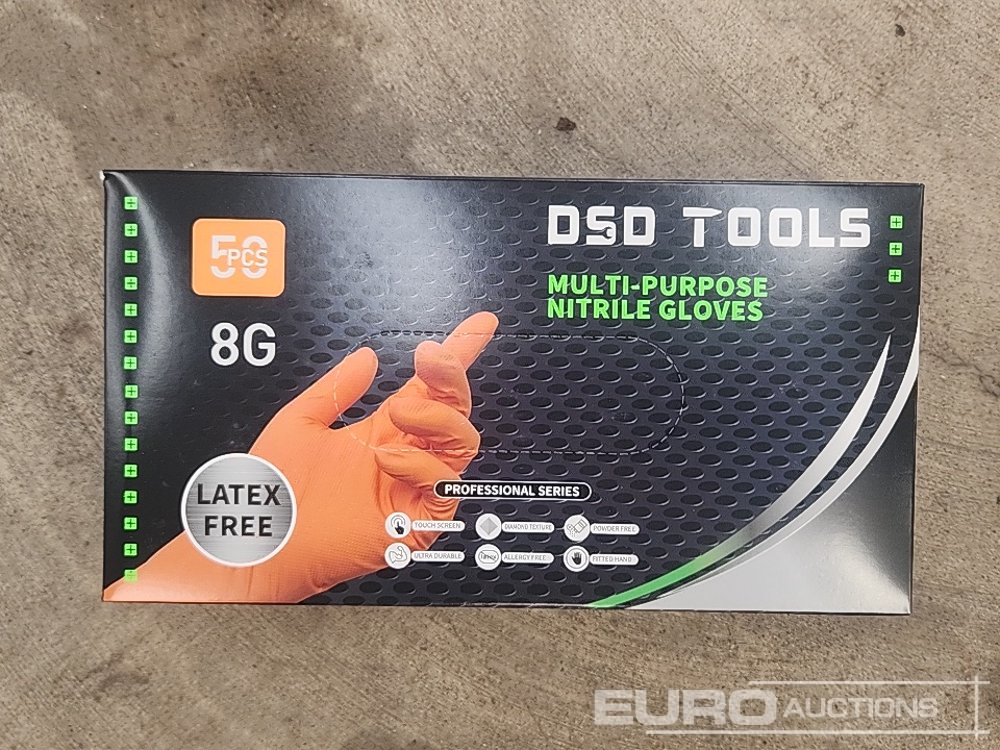 50
PCS
8G
DSD TOOLS
MULTI-PURPOSE
NITRILE GLOVES
LATEX
FREE
PROFESSIONAL SERIES
TOUCH SCREEN
DIAMOND TEXTURE
POWDER FREE
ULTRA DURABLE
ALLERGY FREE
FITTED HAND
EURO AUCTIONS